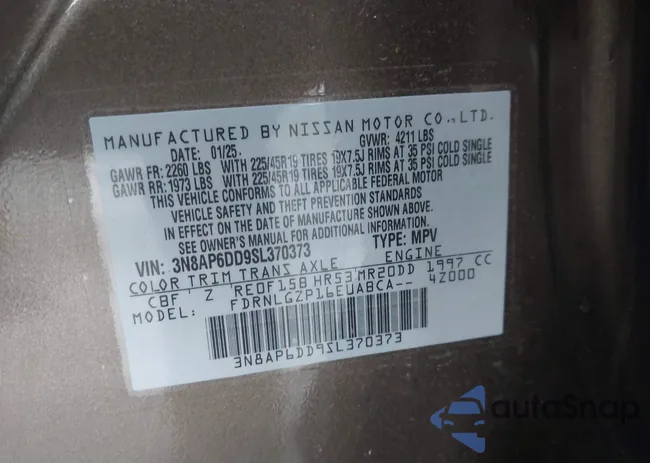 MANUFACTURED BY NISSAN MOTOR CO.,LTD.
DATE: 01/25. GVWR: 4211 LBS
GAWR FR: 2260 LBS WITH 225/45R19 TIRES 19X7.5J RIMS AT 35 PSI COLD SINGLE
GAWR RR: 1973 LBS WITH 225/45R19 TIRES 19X7.5J RIMS AT 35 PSI COLD SINGLE
THIS VEHICLE CONFORMS TO ALL APPLICABLE FEDERAL MOTOR
VEHICLE SAFETY AND THEFT PREVENTION STANDARDS
IN EFFECT ON THE DATE OF MANUFACTURE SHOWN ABOVE.
SEE OWNER'S MANUAL FOR ADDITIONAL INFORMATION
VIN: 3N8AP6DD9SL370373 TYPE: MPV
COLOR TRIM TRANS AXLE ENGINE
CBF Z RE0F15B HR53 MR20DD 1997 CC
FDRNLGZP16EUABCA-- 4Z000
3N8AP6DD9SL370373
autoSnap